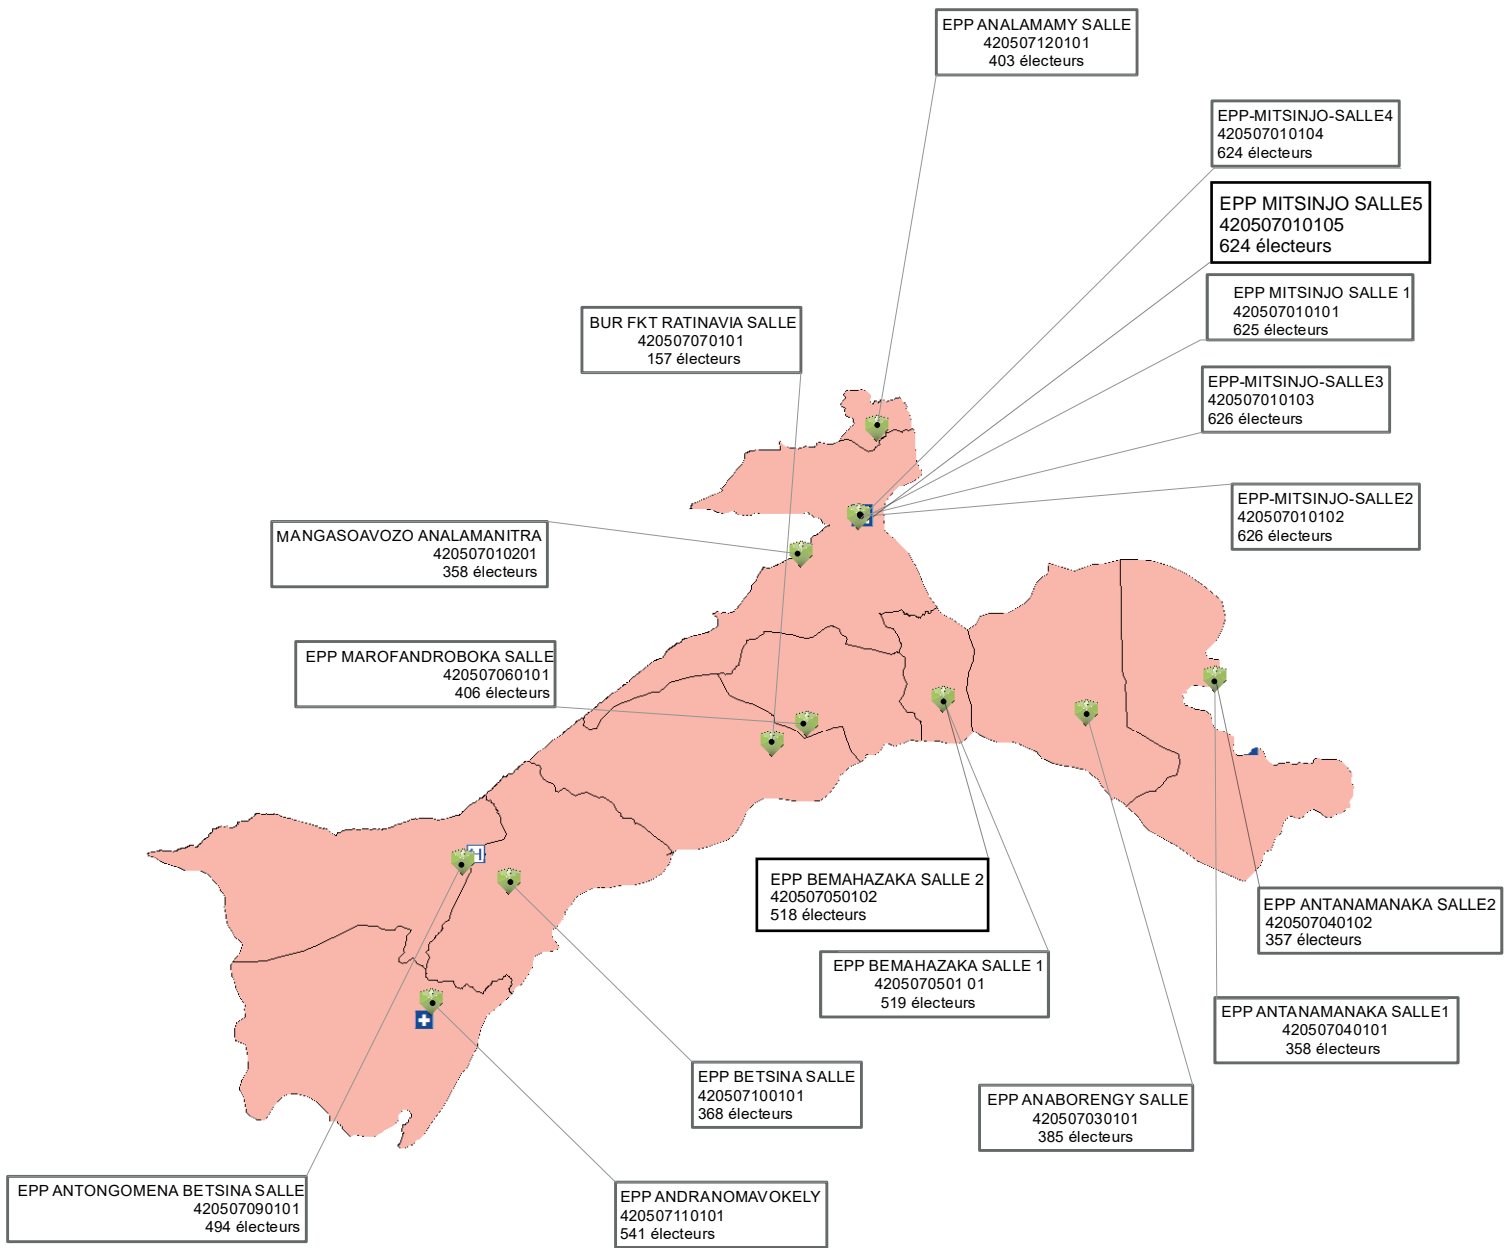 EPP ANALAMAMY SALLE
420507120101
403 électeurs
EPP-MITSINJO-SALLE4
420507010104
624 électeurs
EPP MITSINJO SALLE5
420507010105
624 électeurs
EPP MITSINJO SALLE 1
420507010101
625 électeurs
BUR FKT RATINAVIA SALLE
420507070101
157 électeurs
EPP-MITSINJO-SALLE3
420507010103
626 électeurs
EPP-MITSINJO-SALLE2
420507010102
626 électeurs
MANGASOAVOZO ANALAMANITRA
420507010201
358 électeurs
EPP MAROFANDROBOKA SALLE
420507060101
406 électeurs
H
EPP BEMAHAZAKA SALLE 2
420507050102
518 électeurs
EPP ANTANAMANAKA SALLE2
420507040102
357 électeurs
EPP BEMAHAZAKA SALLE 1
4205070501 01
519 électeurs
EPP ANTANAMANAKA SALLE1
420507040101
358 électeurs
EPP BETSINA SALLE
420507100101
368 électeurs
EPP ANABORENGY SALLE
420507030101
385 électeurs
EPP ANTONGOMENA BETSINA SALLE
420507090101
494 électeurs
EPP ANDRANOMAVOKELY
420507110101
541 électeurs